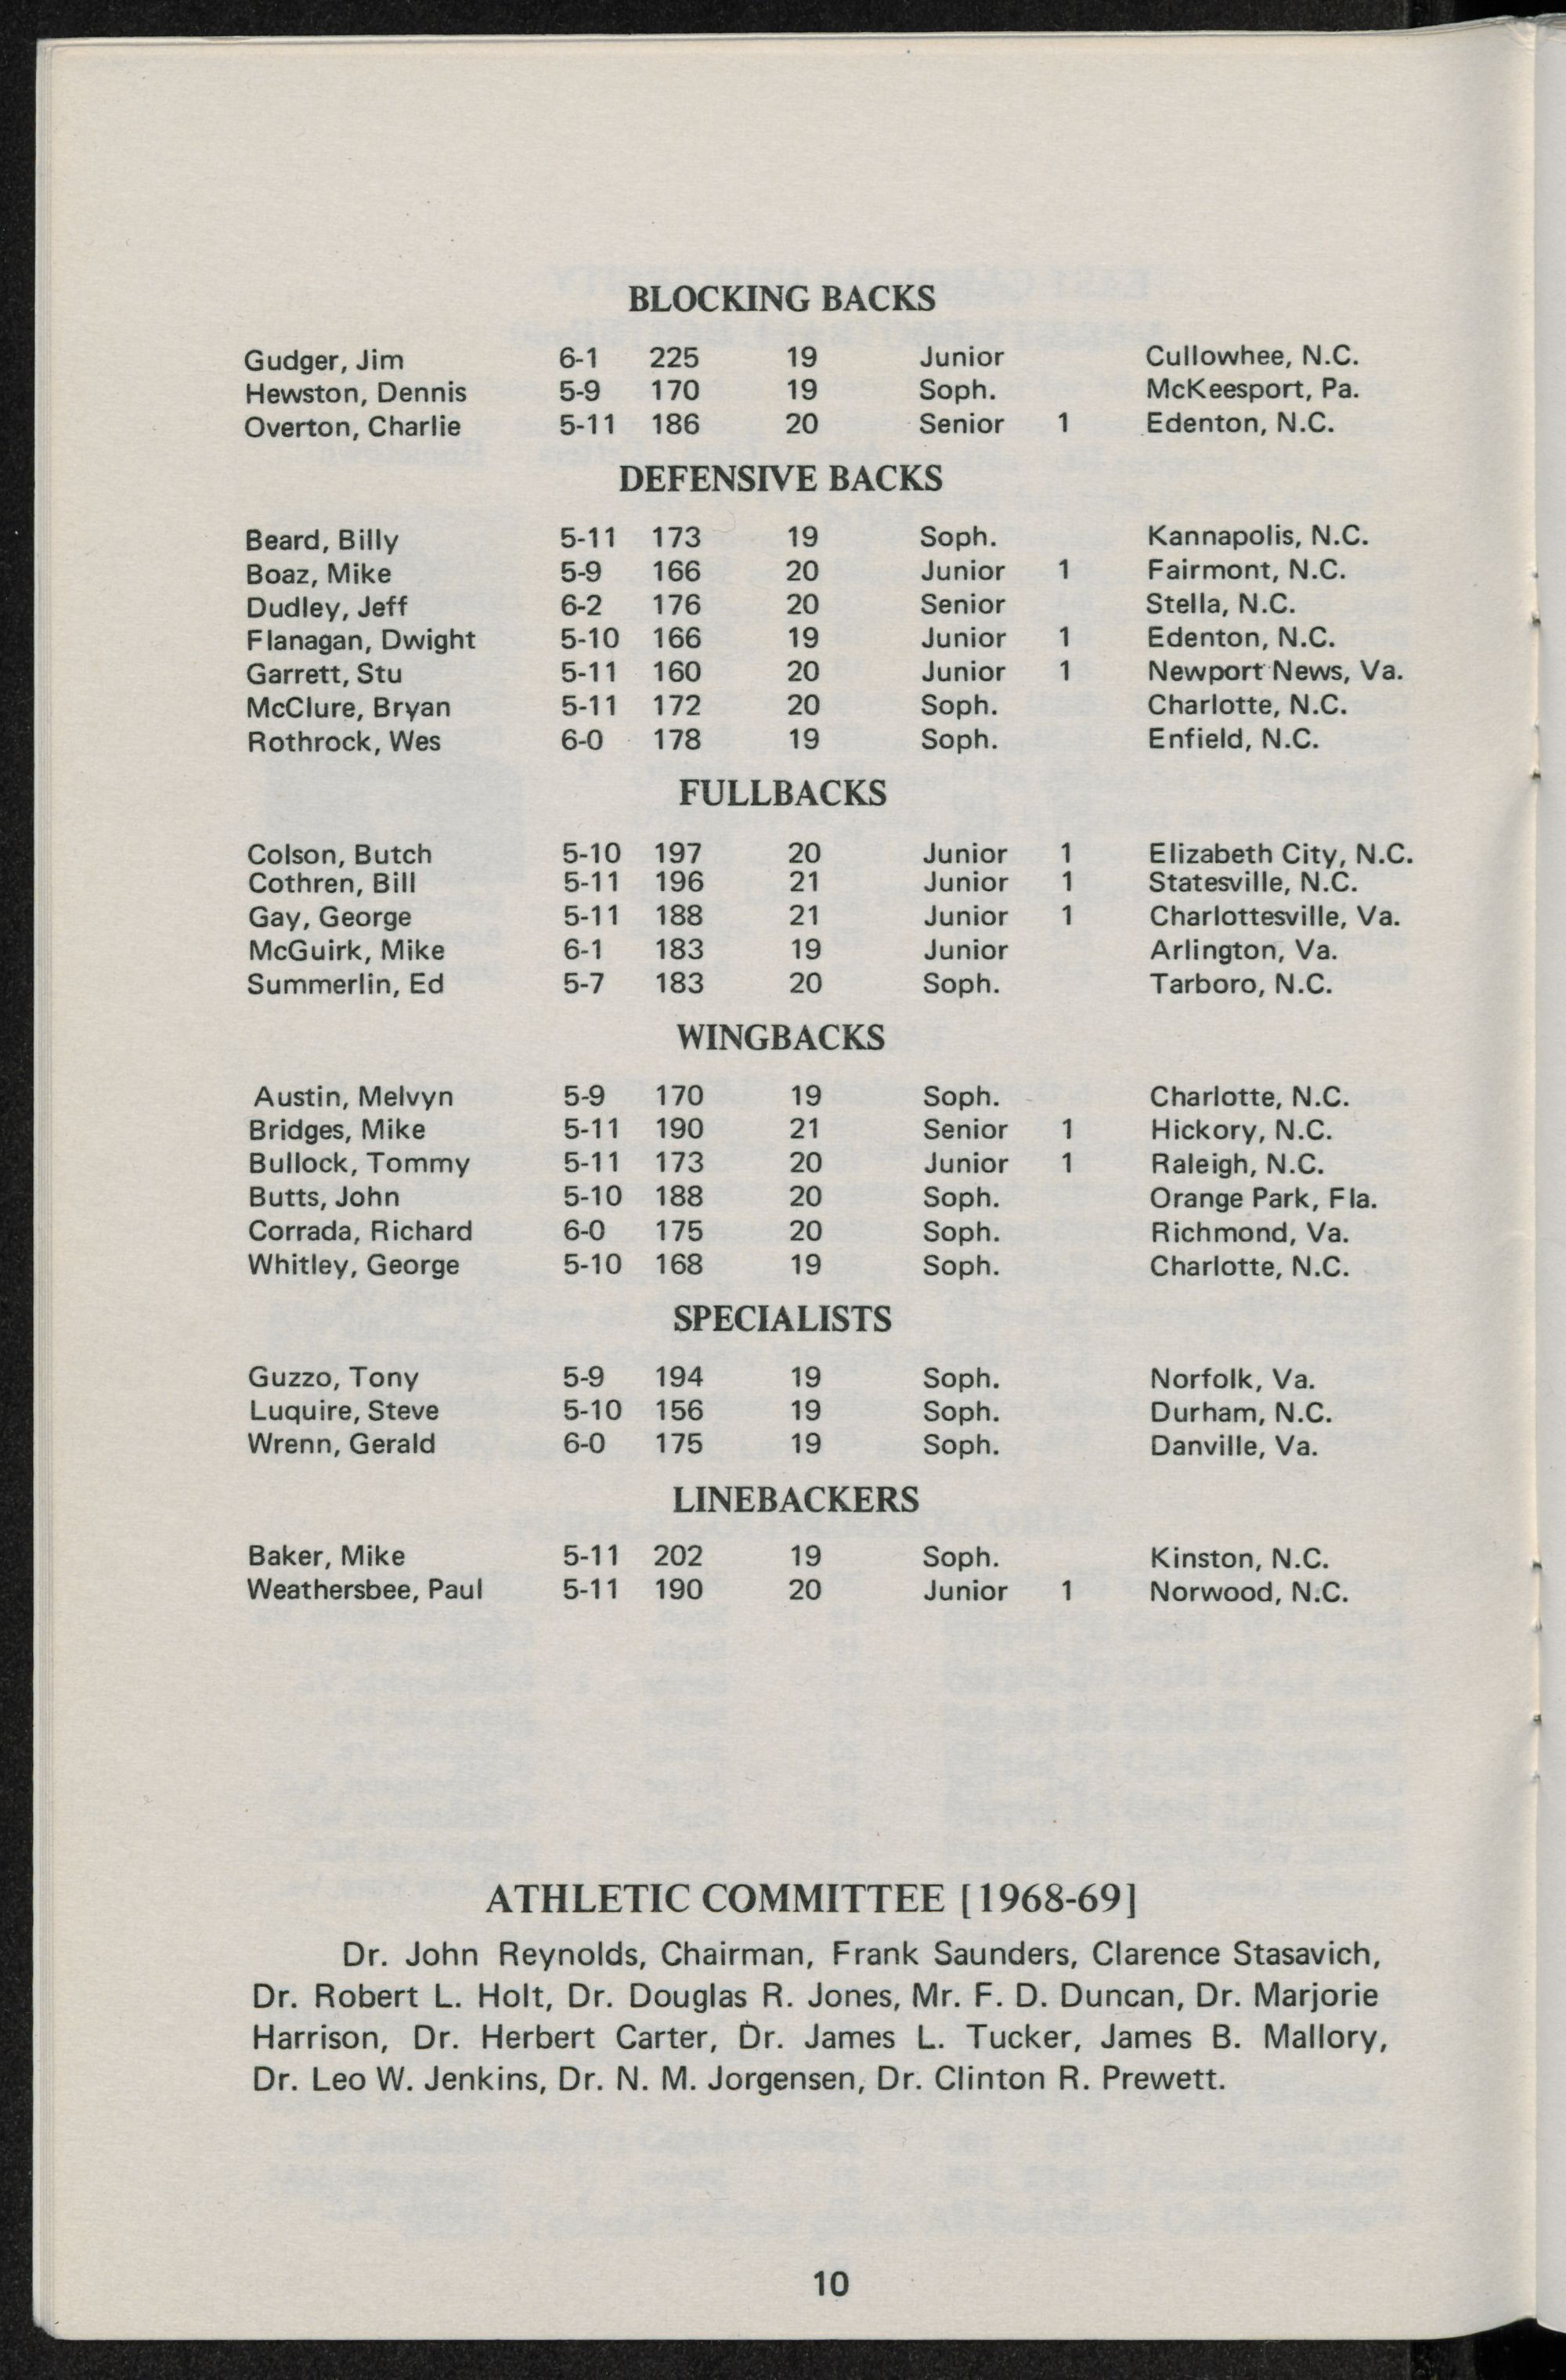 BLOCKING BACKS
Gudger, Jim 6-1 225 19 Junior Cullowhee, N.C.
Hewston, Dennis 5-9 170 19 Soph. McKeesport, Pa.
Overton, Charlie 5-11 186 20 Senior 1 Edenton, N.C.
DEFENSIVE BACKS
Beard, Billy 5-11 173 19 Soph. Kannapolis, N.C.
Boaz, Mike 5-9 166 20 Junior 1 Fairmont, N.C.
Dudley, Jeff 6-2 176 20 Senior Stella, N.C.
Flanagan, Dwight 5-10 166 19 Junior 1 Edenton, N.C.
Garrett, Stu 5-11 160 20 Junior 1 Newport News, Va.
McClure, Bryan 5-11 172 20 Soph. Charlotte, N.C.
Rothrock, Wes 6-0 178 19 Soph. Enfield, N.C.
FULLBACKS
Colson, Butch 5-10 197 20 Junior 1 Elizabeth City, N.C.
Cothren, Bill 5-11 196 21 Junior 1 Statesville, N.C.
Gay, George 5-11 188 21 Junior 1 Charlottesville, Va.
McGuirk, Mike 6-1 183 19 Junior Arlington, Va.
Summerlin, Ed 5-7 183 20 Soph. Tarboro, N.C.
WINGBACKS
Austin, Melvyn 5-9 170 19 Soph. Charlotte, N.C.
Bridges, Mike 5-11 190 21 Senior 1 Hickory, N.C.
Bullock, Tommy 5-11 173 20 Junior 1 Raleigh, N.C.
Butts, John 5-10 188 20 Soph. Orange Park, Fla.
Corrada, Richard 6-0 175 20 Soph. Richmond, Va.
Whitley, George 5-10 168 19 Soph. Charlotte, N.C.
SPECIALISTS
Guzzo, Tony 5-9 194 19 Soph. Norfolk, Va.
Luquire, Steve 5-10 156 19 Soph. Durham, N.C.
Wrenn, Gerald 6-0 175 19 Soph. Danville, Va.
LINEBACKERS
Baker, Mike 5-11 202 19 Soph. Kinston, N.C.
Weathersbee, Paul 5-11 190 20 Junior 1 Norwood, N.C.
ATHLETIC COMMITTEE [1968-69]
Dr. John Reynolds, Chairman, Frank Saunders, Clarence Stasavich,
Dr. Robert L. Holt, Dr. Douglas R. Jones, Mr. F. D. Duncan, Dr. Marjorie
Harrison, Dr. Herbert Carter, Dr. James L. Tucker, James B. Mallory,
Dr. Leo W. Jenkins, Dr. N. M. Jorgensen, Dr. Clinton R. Prewett.
10